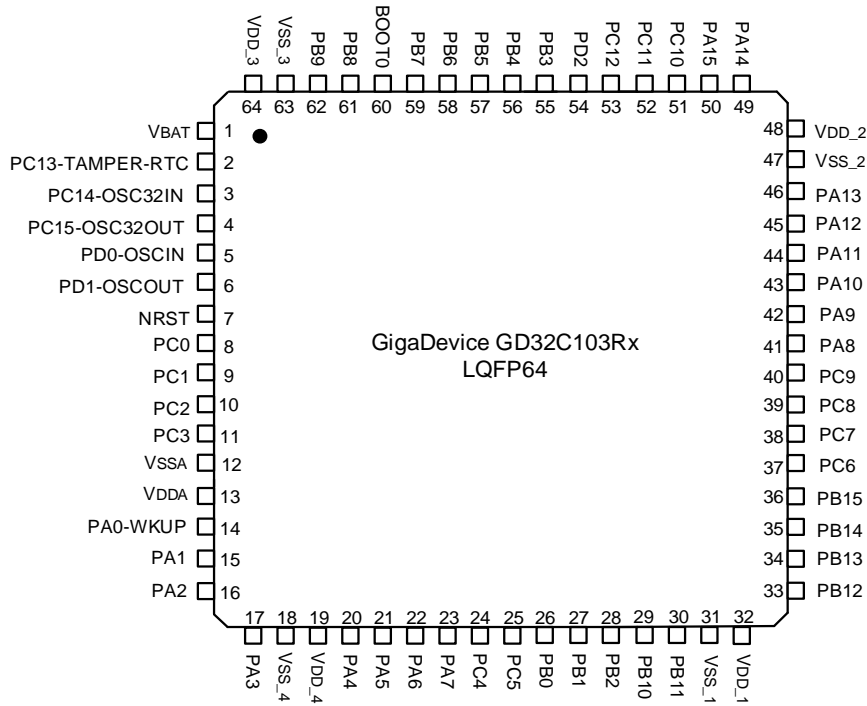 VDD_3 VSS_3 PB9 PB8 BOOT0 PB7 PB6 PB5 PB4 PB3 PD2 PC12 PC11 PC10 PA15 PA14
64 63 62 61 60 59 58 57 56 55 54 53 52 51 50 49
VBAT 1 48 VDD_2
PC13-TAMPER-RTC 2 47 VSS_2
PC14-OSC32IN 3 46 PA13
PC15-OSC32OUT 4 45 PA12
PD0-OSCIN 5 44 PA11
PD1-OSCOUT 6 43 PA10
NRST 7 42 PA9
PC0 8 41 PA8
GigaDevice GD32C103Rx
LQFP64
PC1 9 40 PC9
PC2 10 39 PC8
PC3 11 38 PC7
VSSA 12 37 PC6
VDDA 13 36 PB15
PA0-WKUP 14 35 PB14
PA1 15 34 PB13
PA2 16 33 PB12
17 18 19 20 21 22 23 24 25 26 27 28 29 30 31 32
PA3 VSS_4 VDD_4 PA4 PA5 PA6 PA7 PC4 PC5 PB0 PB1 PB2 PB10 PB11 VSS_1 VDD_1